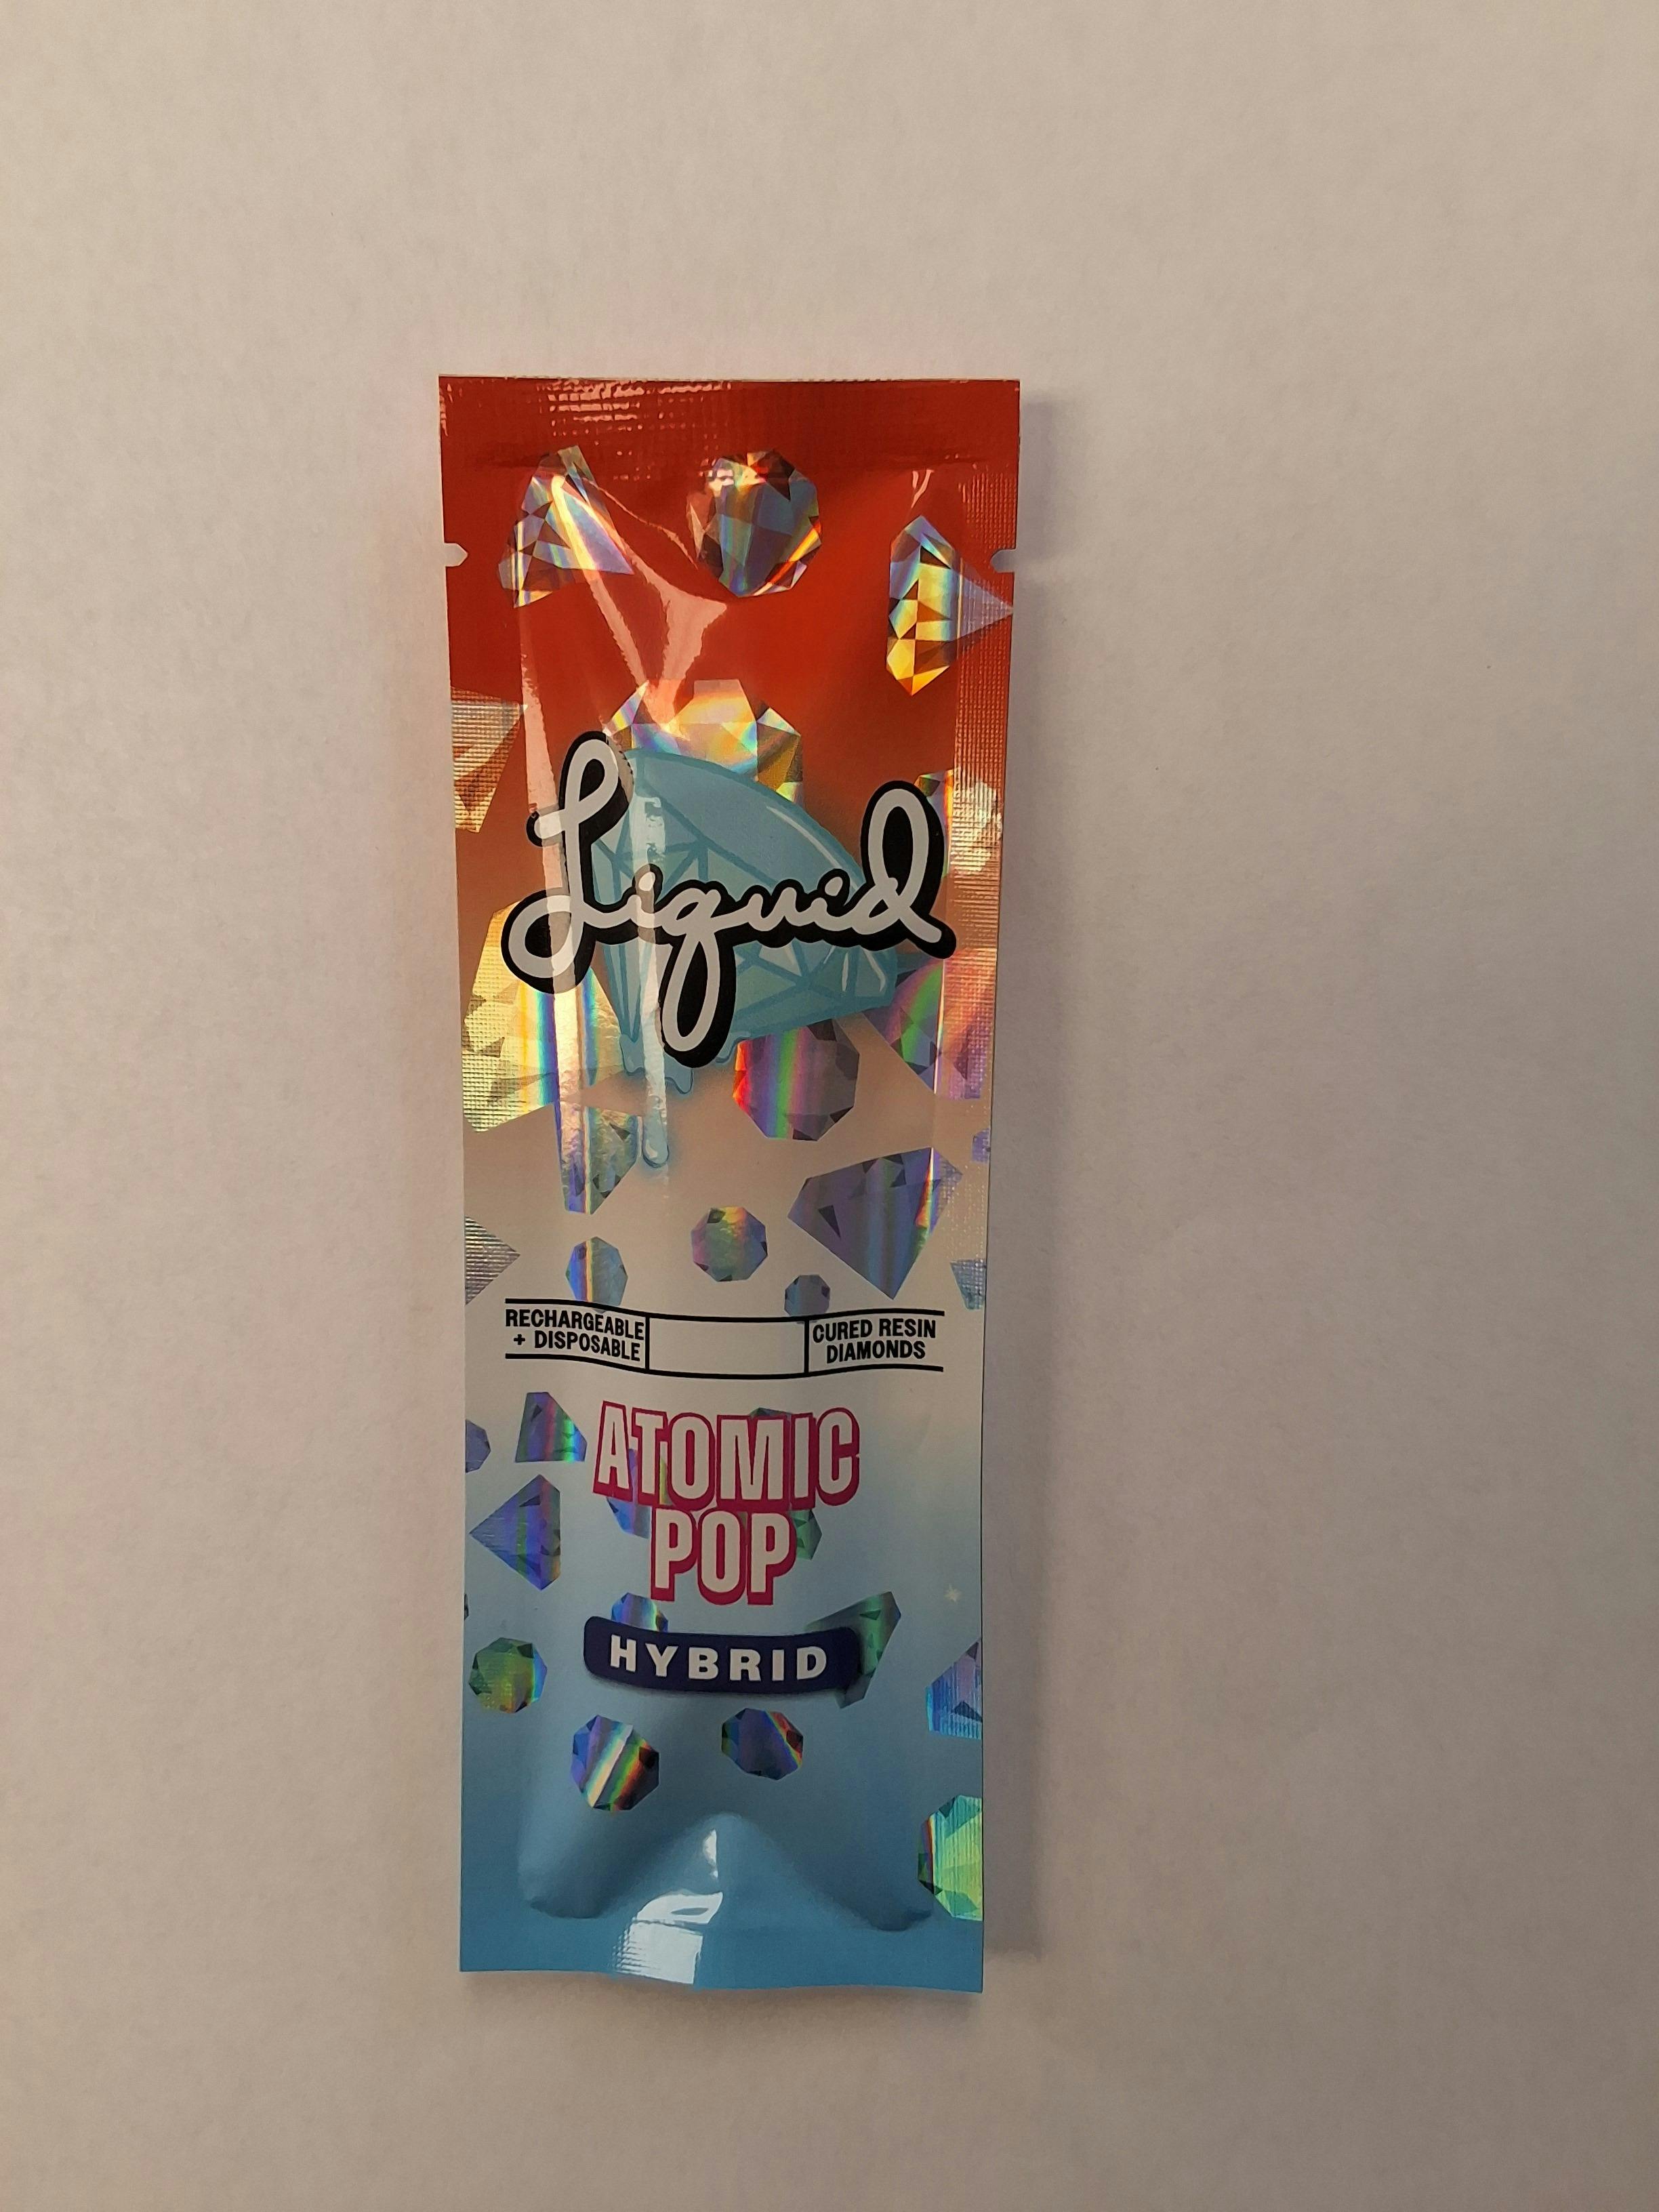 Liquid
RECHARGEABLE
+ DISPOSABLE
CURED RESIN
DIAMONDS
ATOMIC
POP
HYBRID